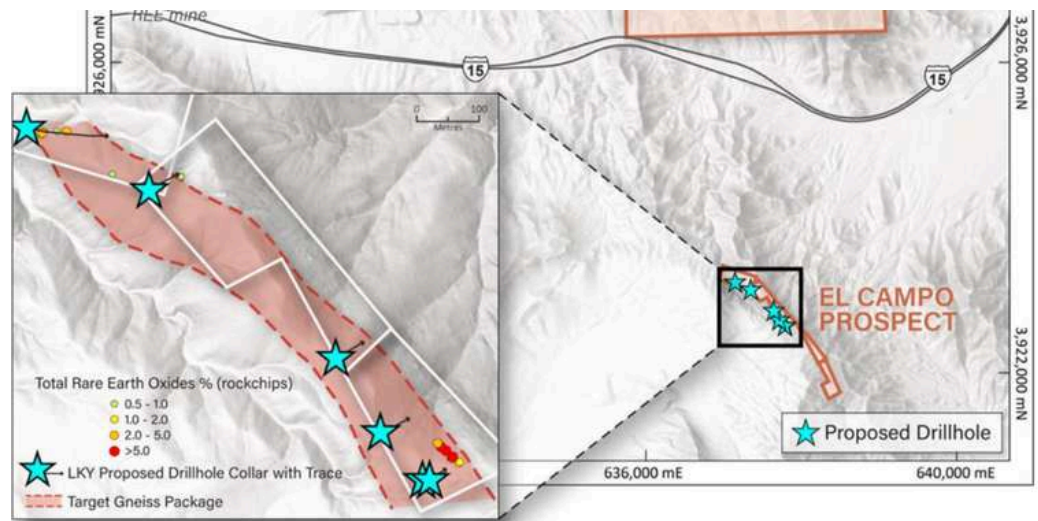 REE mine
15
15
926,000 mN
3,926,000 mN
0 100
Metres
EL CAMPO
PROSPECT
3,922,000 mN
Total Rare Earth Oxides % (rockchips)
0.5 - 1.0
1.0 - 2.0
2.0 - 5.0
>5.0
LKY Proposed Drillhole Collar with Trace
Target Gneiss Package
Proposed Drillhole
636,000 mE
640,000 mE